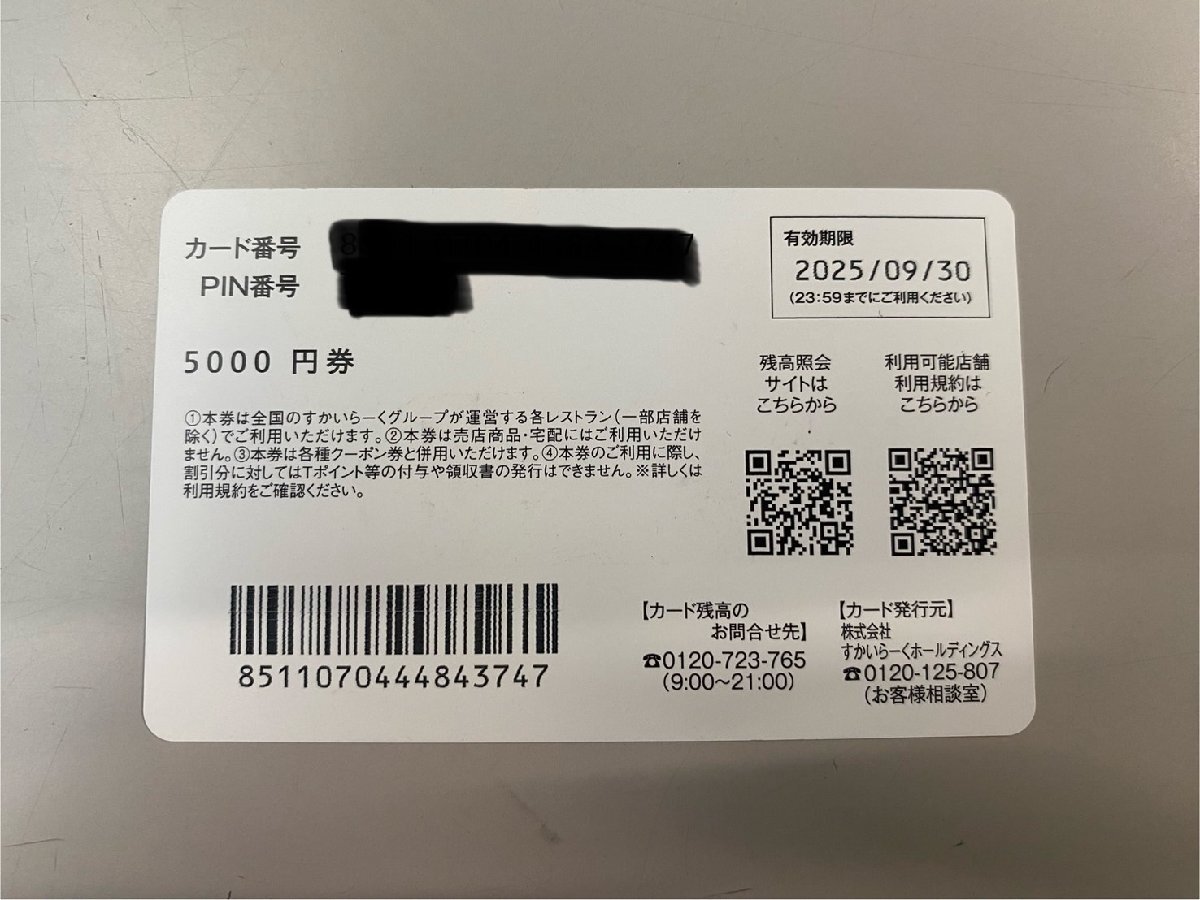 カード番号
PIN番号
有効期限
2025/09/30
(23:59までにご利用ください)
5000 円券
①本券は全国のすかいらーくグループが運営する各レストラン(一部店舗を
除く)でご利用いただけます。②本券は売店商品・宅配にはご利用いただけ
ません。③本券は各種クーポン券と併用いただけます。④本券のご利用に際し、
割引分に対してはTポイント等の付与や領収書の発行はできません。※詳しくは
利用規約をご確認ください。
残高照会
サイトは
こちらから
利用可能店舗
利用規約は
こちらから
8511070444843747
【カード残高の
お問合せ先】
☎0120-723-765
(9:00~21:00)
【カード発行元】
株式会社
すかいらーくホールディングス
☎0120-125-807
(お客様相談室)